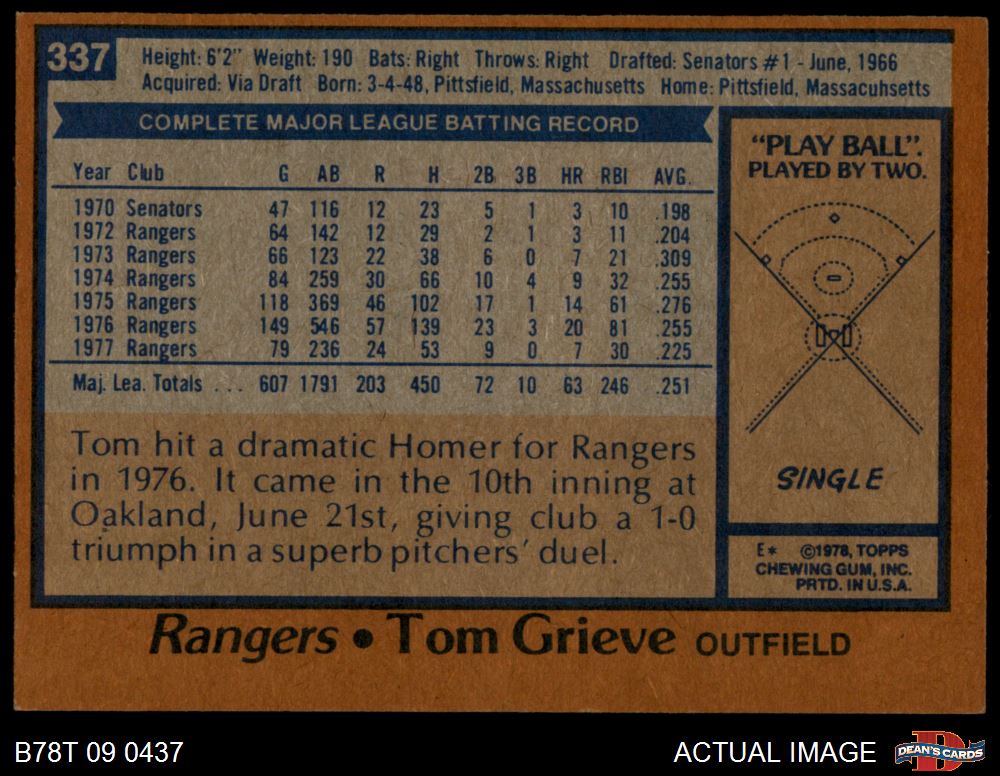 337
Height: 6'2" Weight: 190 Bats: Right Throws: Right Drafted: Senators #1 - June, 1966
Acquired: Via Draft Born: 3-4-48, Pittsfield, Massachusetts Home: Pittsfield, Massacuhsetts
COMPLETE MAJOR LEAGUE BATTING RECORD
Year Club G AB R H 2B 3B HR RBI AVG.
1970 Senators 47 116 12 23 5 1 3 10 .198
1972 Rangers 64 142 12 29 2 1 3 11 .204
1973 Rangers 66 123 22 38 6 0 7 21 .309
1974 Rangers 84 259 30 66 10 4 9 32 .255
1975 Rangers 118 369 46 102 17 1 14 61 .276
1976 Rangers 149 546 57 139 23 3 20 81 .255
1977 Rangers 79 236 24 53 9 0 7 30 .225
Maj. Lea. Totals ... 607 1791 203 450 72 10 63 246 .251
Tom hit a dramatic Homer for Rangers
in 1976. It came in the 10th inning at
Oakland, June 21st, giving club a 1-0
triumph in a superb pitchers' duel.
"PLAY BALL".
PLAYED BY TWO.
SINGLE
E* ©1978, TOPPS
CHEWING GUM, INC.
PRTD. IN U.S.A.
Rangers • Tom Grieve OUTFIELD
B78T 09 0437
ACTUAL IMAGE
D
DEAN'S CARDS